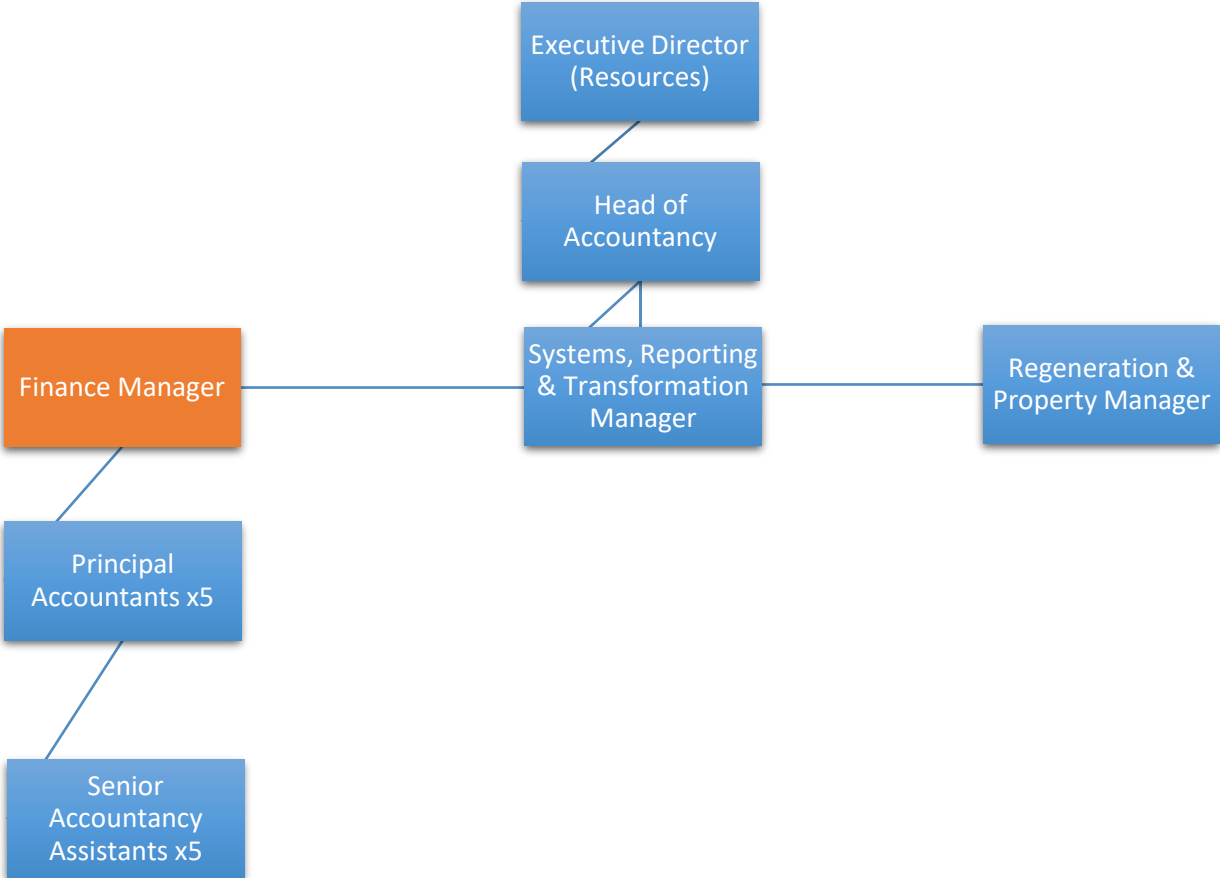 Executive Director
(Resources)
Head of
Accountancy
Finance Manager
Systems, Reporting
& Transformation
Manager
Regeneration &
Property Manager
Principal
Accountants x5
Senior
Accountancy
Assistants x5